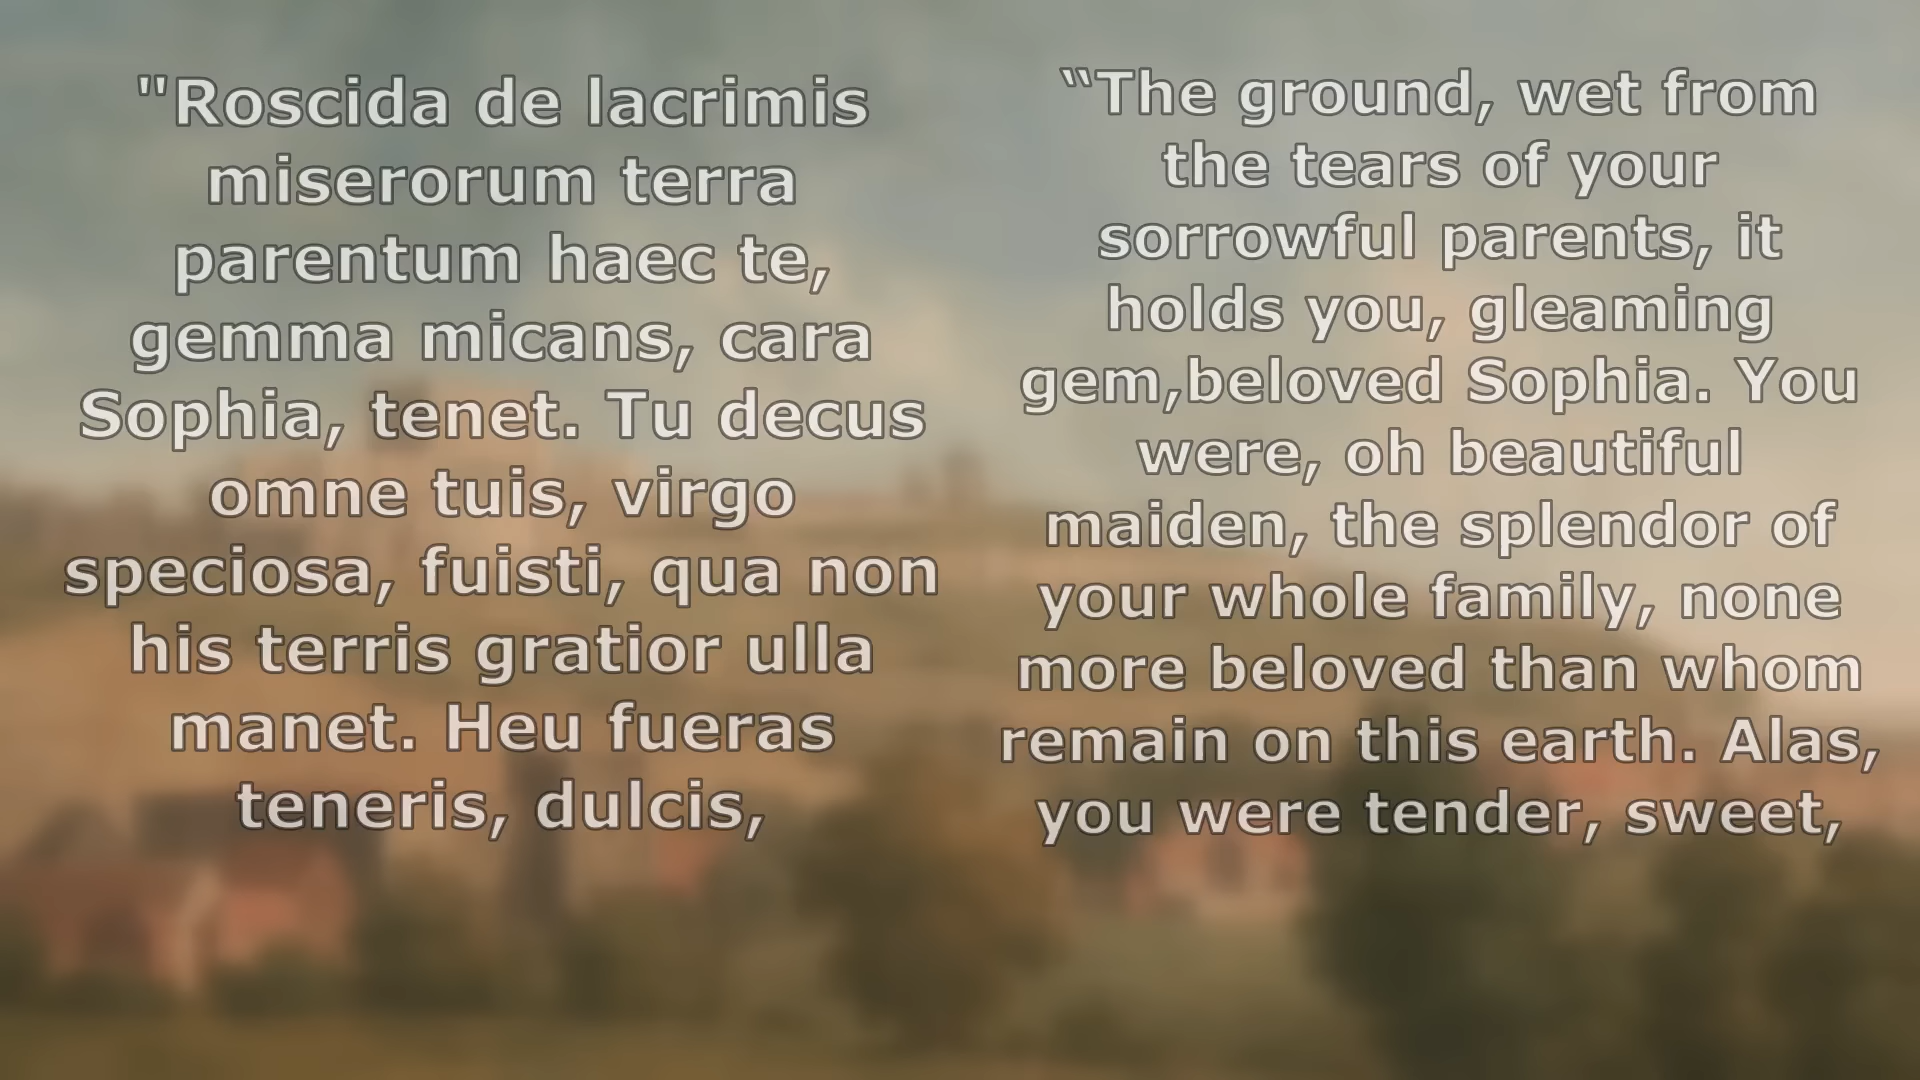 "Roscida de lacrimis
miserorum terra
parentum haec te,
gemma micans, cara
Sophia, tenet. Tu decus
omne tuis, virgo
speciosa, fuisti, qua non
his terris gratior ulla
manet. Heu fueras
teneris, dulcis,
“The ground, wet from
the tears of your
sorrowful parents, it
holds you, gleaming
gem,beloved Sophia. You
were, oh beautiful
maiden, the splendor of
your whole family, none
more beloved than whom
remain on this earth. Alas,
you were tender, sweet,